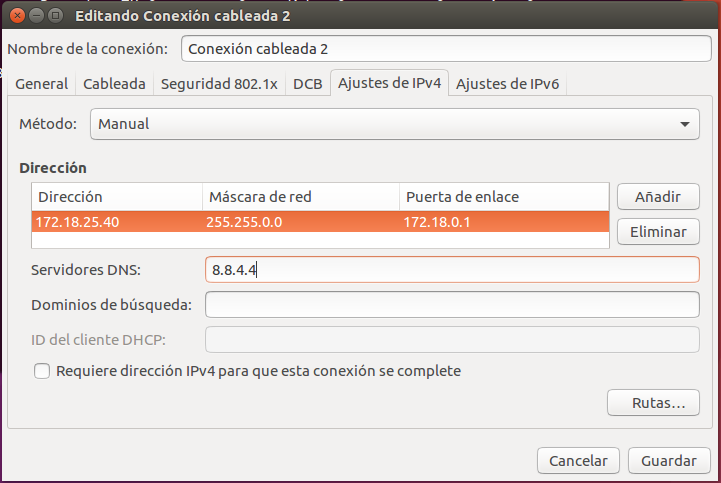 Editando Conexión cableada 2
Nombre de la conexión: Conexión cableada 2
General Cableada Seguridad 802.1x DCB Ajustes de IPv4 Ajustes de IPv6
Método: Manual
Dirección
Dirección Máscara de red Puerta de enlace Añadir
172.18.25.40 255.255.0.0 172.18.0.1
Eliminar
Servidores DNS: 8.8.4.4
Dominios de búsqueda:
ID del cliente DHCP:
Requiere dirección IPv4 para que esta conexión se complete
Rutas...
Cancelar Guardar